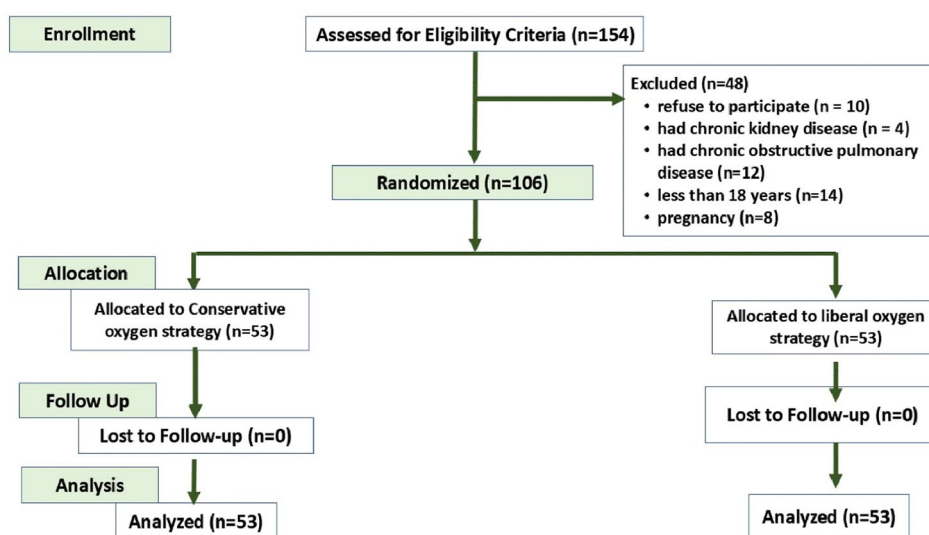 Enrollment
Assessed for Eligibility Criteria (n=154)
Excluded (n=48)
• refuse to participate (n = 10)
• had chronic kidney disease (n = 4)
• had chronic obstructive pulmonary
disease (n=12)
• less than 18 years (n=14)
• pregnancy (n=8)
Randomized (n=106)
Allocation
Allocated to Conservative
oxygen strategy (n=53)
Allocated to liberal oxygen
strategy (n=53)
Follow Up
Lost to Follow-up (n=0)
Lost to Follow-up (n=0)
Analysis
Analyzed (n=53)
Analyzed (n=53)